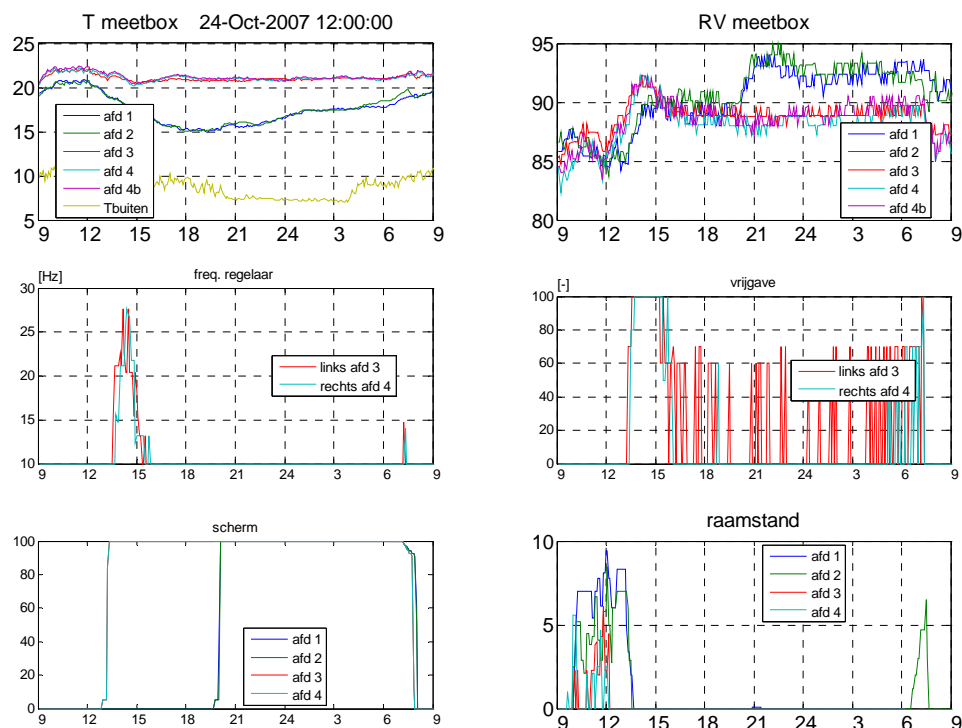 T meetbox 24-Oct-2007 12:00:00
25
20
15
10
5
afd 1
afd 2
afd 3
afd 4
afd 4b
Tbuiten
9 12 15 18 21 24 3 6 9
RV meetbox
95
90
85
80
afd 1
afd 2
afd 3
afd 4
afd 4b
9 12 15 18 21 24 3 6 9
[Hz]
freq. regelaar
30
25
20
15
10
links afd 3
rechts afd 4
9 12 15 18 21 24 3 6 9
[-]
vrijgave
100
80
60
40
20
0
links afd 3
rechts afd 4
9 12 15 18 21 24 3 6 9
scherm
100
80
60
40
20
0
afd 1
afd 2
afd 3
afd 4
9 12 15 18 21 24 3 6 9
raamstand
10
5
0
afd 1
afd 2
afd 3
afd 4
9 12 15 18 21 24 3 6 9